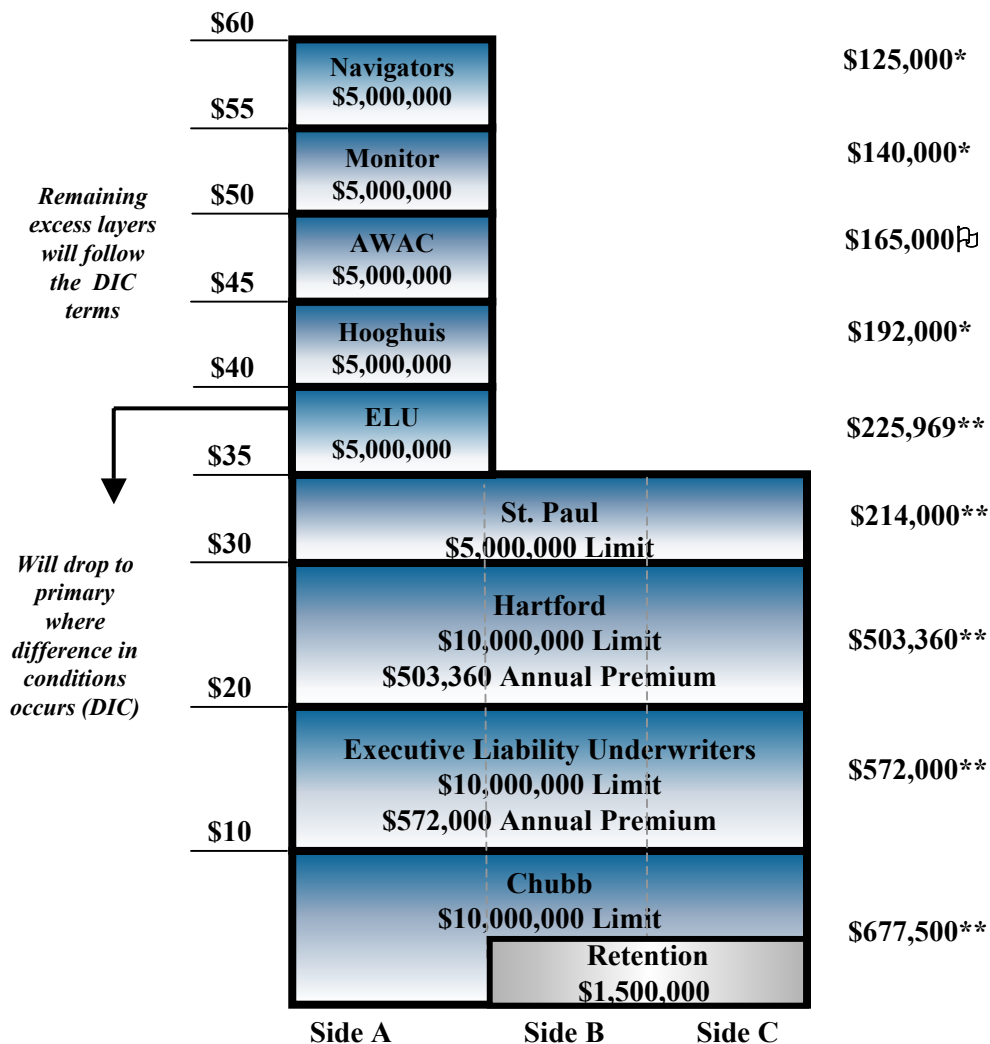 $60
Navigators
$5,000,000
$125,000*
$55
Monitor
$5,000,000
$140,000*
$50
Remaining
excess layers
will follow
the DIC
terms
AWAC
$5,000,000
$165,000
$45
Hooghuis
$5,000,000
$192,000*
$40
ELU
$5,000,000
$225,969**
$35
St. Paul
$5,000,000 Limit
$214,000**
$30
Will drop to
primary
where
difference in
conditions
occurs (DIC)
Hartford
$10,000,000 Limit
$503,360 Annual Premium
$503,360**
$20
Executive Liability Underwriters
$10,000,000 Limit
$572,000 Annual Premium
$572,000**
$10
Chubb
$10,000,000 Limit
$677,500**
Retention
$1,500,000
Side A
Side B
Side C